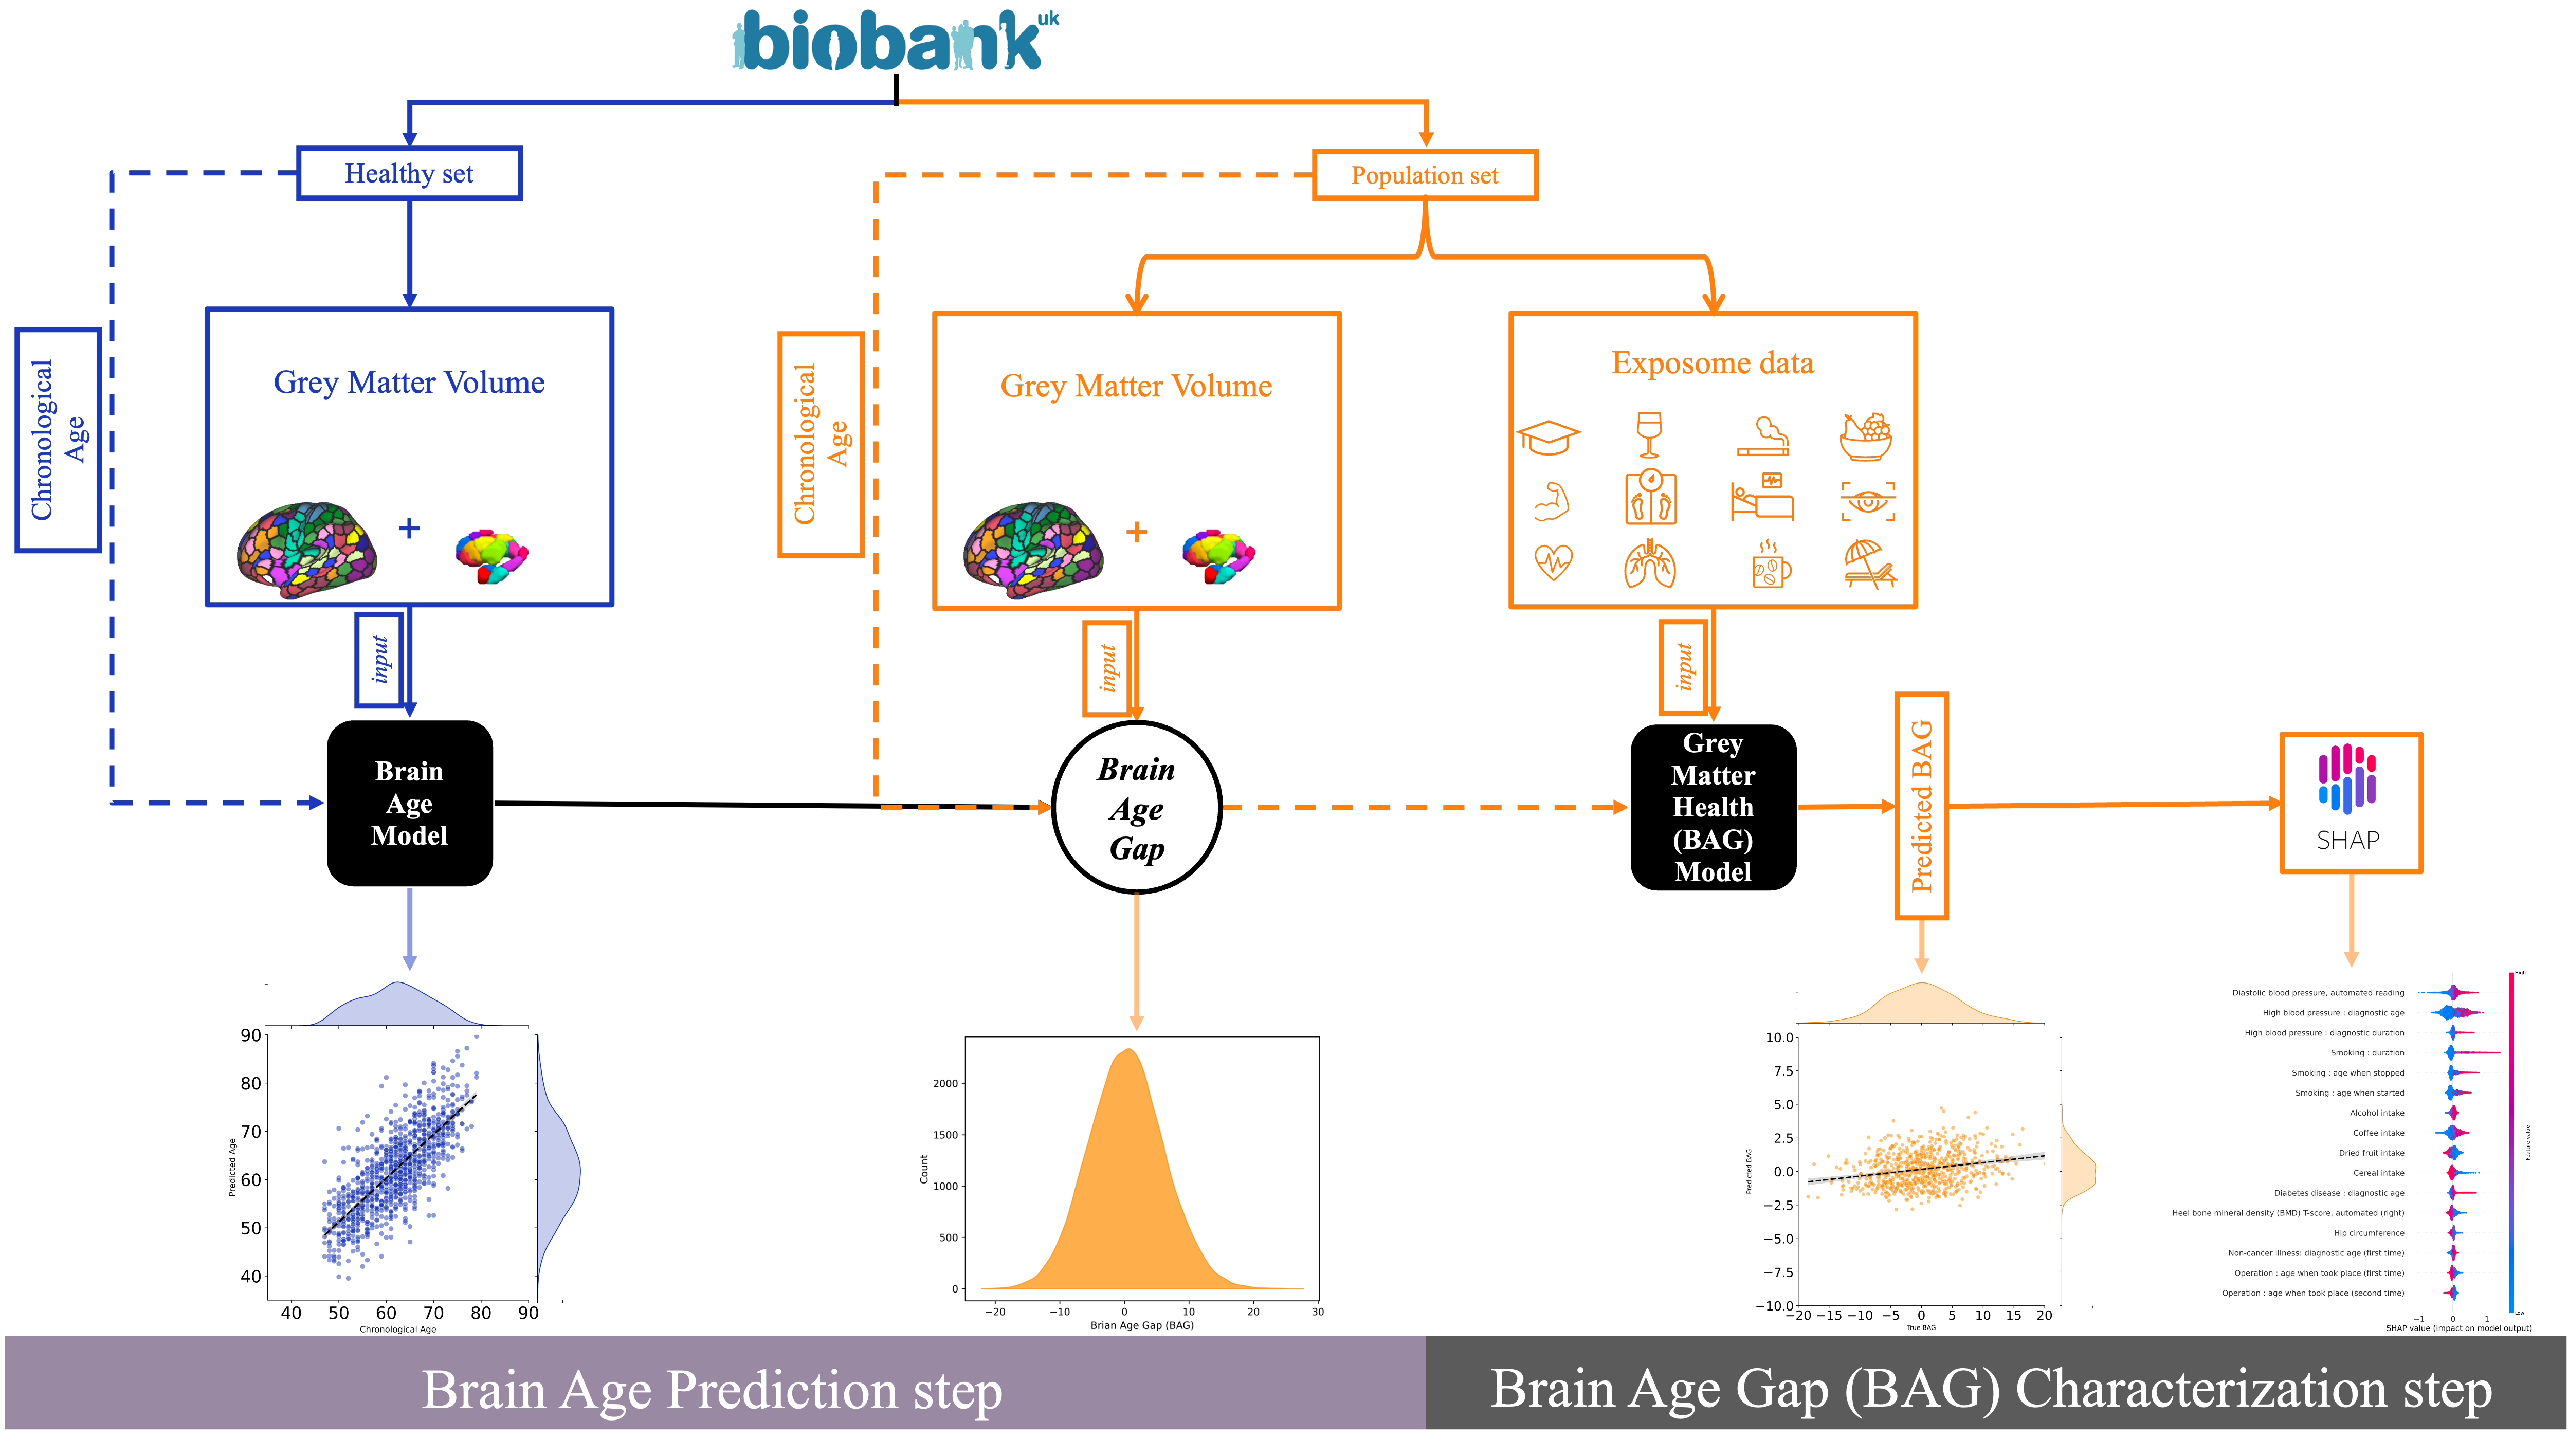 biobank uk
Healthy set
Population set
Chronological
Age
Grey Matter Volume
+
Chronological
Age
Grey Matter Volume
+
Exposome data
input
input
input
Brain
Age
Model
Brain
Age
Gap
Grey
Matter
Health
(BAG)
Model
Predicted BAG
SHAP
90
80
70
60
50
40
Predicted Age
40 50 60 70 80 90
Chronological Age
2000
1500
1000
500
0
Count
−20 −10 0 10 20 30
Brian Age Gap (BAG)
10.0
7.5
5.0
2.5
0.0
−2.5
−5.0
−7.5
−10.0
Predicted BAG
−20 −15 −10 −5 0 5 10 15 20
True BAG
High
Diastolic blood pressure, automated reading
High blood pressure : diagnostic age
High blood pressure : diagnostic duration
Smoking : duration
Smoking : age when stopped
Smoking : age when started
Alcohol intake
Coffee intake
Dried fruit intake
Cereal intake
Diabetes disease : diagnostic age
Heel bone mineral density (BMD) T-score, automated (right)
Hip circumference
Non-cancer illness: diagnostic age (first time)
Operation : age when took place (first time)
Operation : age when took place (second time)
Feature value
Low
−1 0 1
SHAP value (impact on model output)
Brain Age Prediction step
Brain Age Gap (BAG) Characterization step